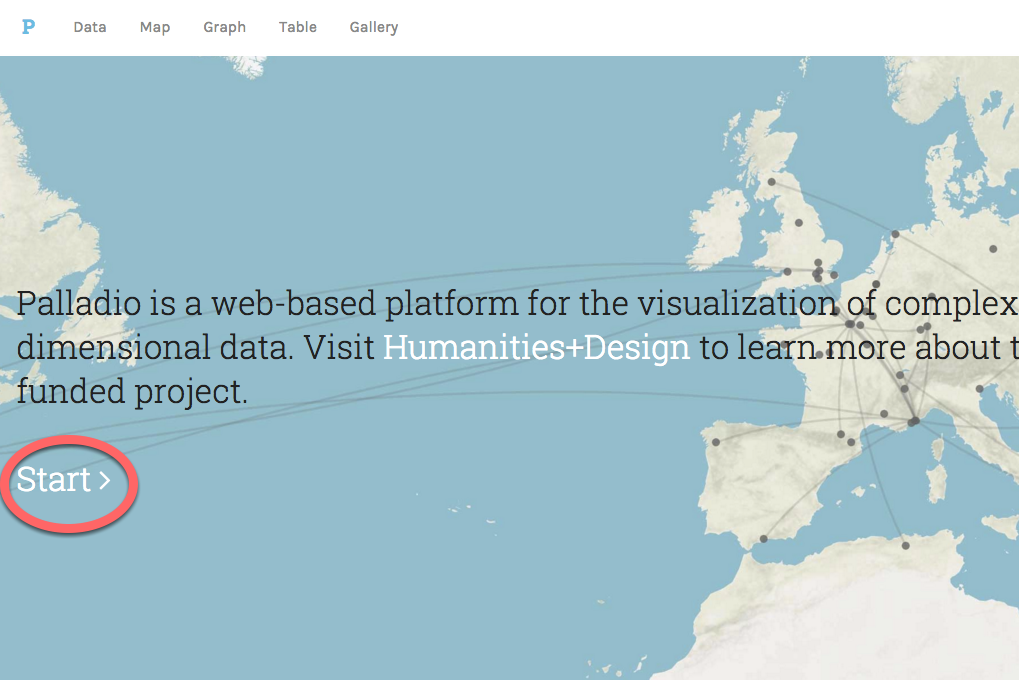 P Data Map Graph Table Gallery
Palladio is a web-based platform for the visualization of complex
dimensional data. Visit Humanities+Design to learn more about t
funded project.
Start >